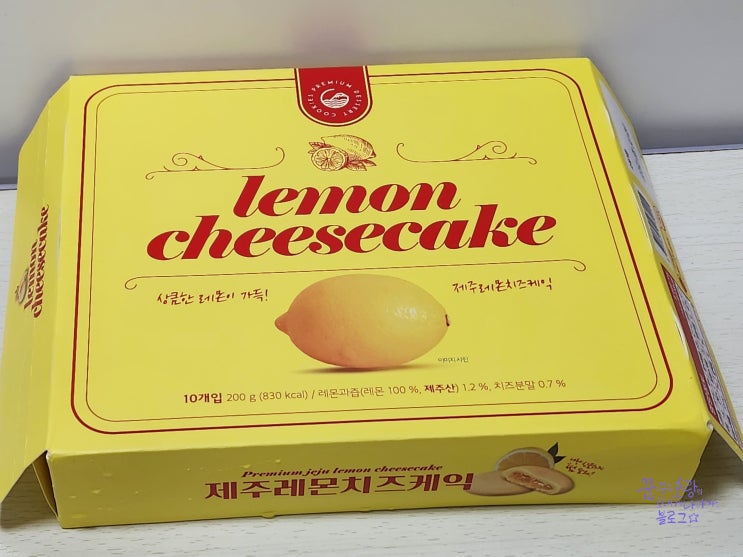 PREMIUM DESSERT COOKIES
lemon
cheesecake
상큼한 레몬이 가득!
제주레몬치즈케익
이미지사진
10개입 200 g (830 kcal) / 레몬과즙(레몬 100 %, 제주산) 1.2 %, 치즈분말 0.7 %
lemon
cheesecake
Premium jeju lemon cheesecake
제주레몬치즈케익
블로그☆